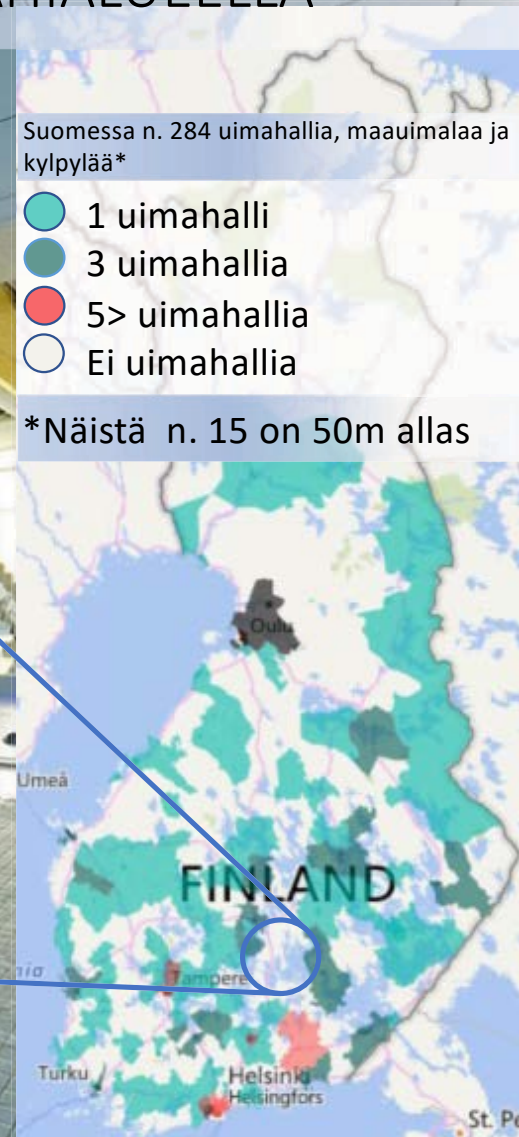 Suomessa n. 284 uimahallia, maauimalaa ja
kylpylää*
1 uimahalli
3 uimahallia
5> uimahallia
Ei uimahallia
*Näistä n. 15 on 50m allas
Oulu
Umeå
FINLAND
Tampere
Turku
Helsinki
Helsingfors
St. Pe